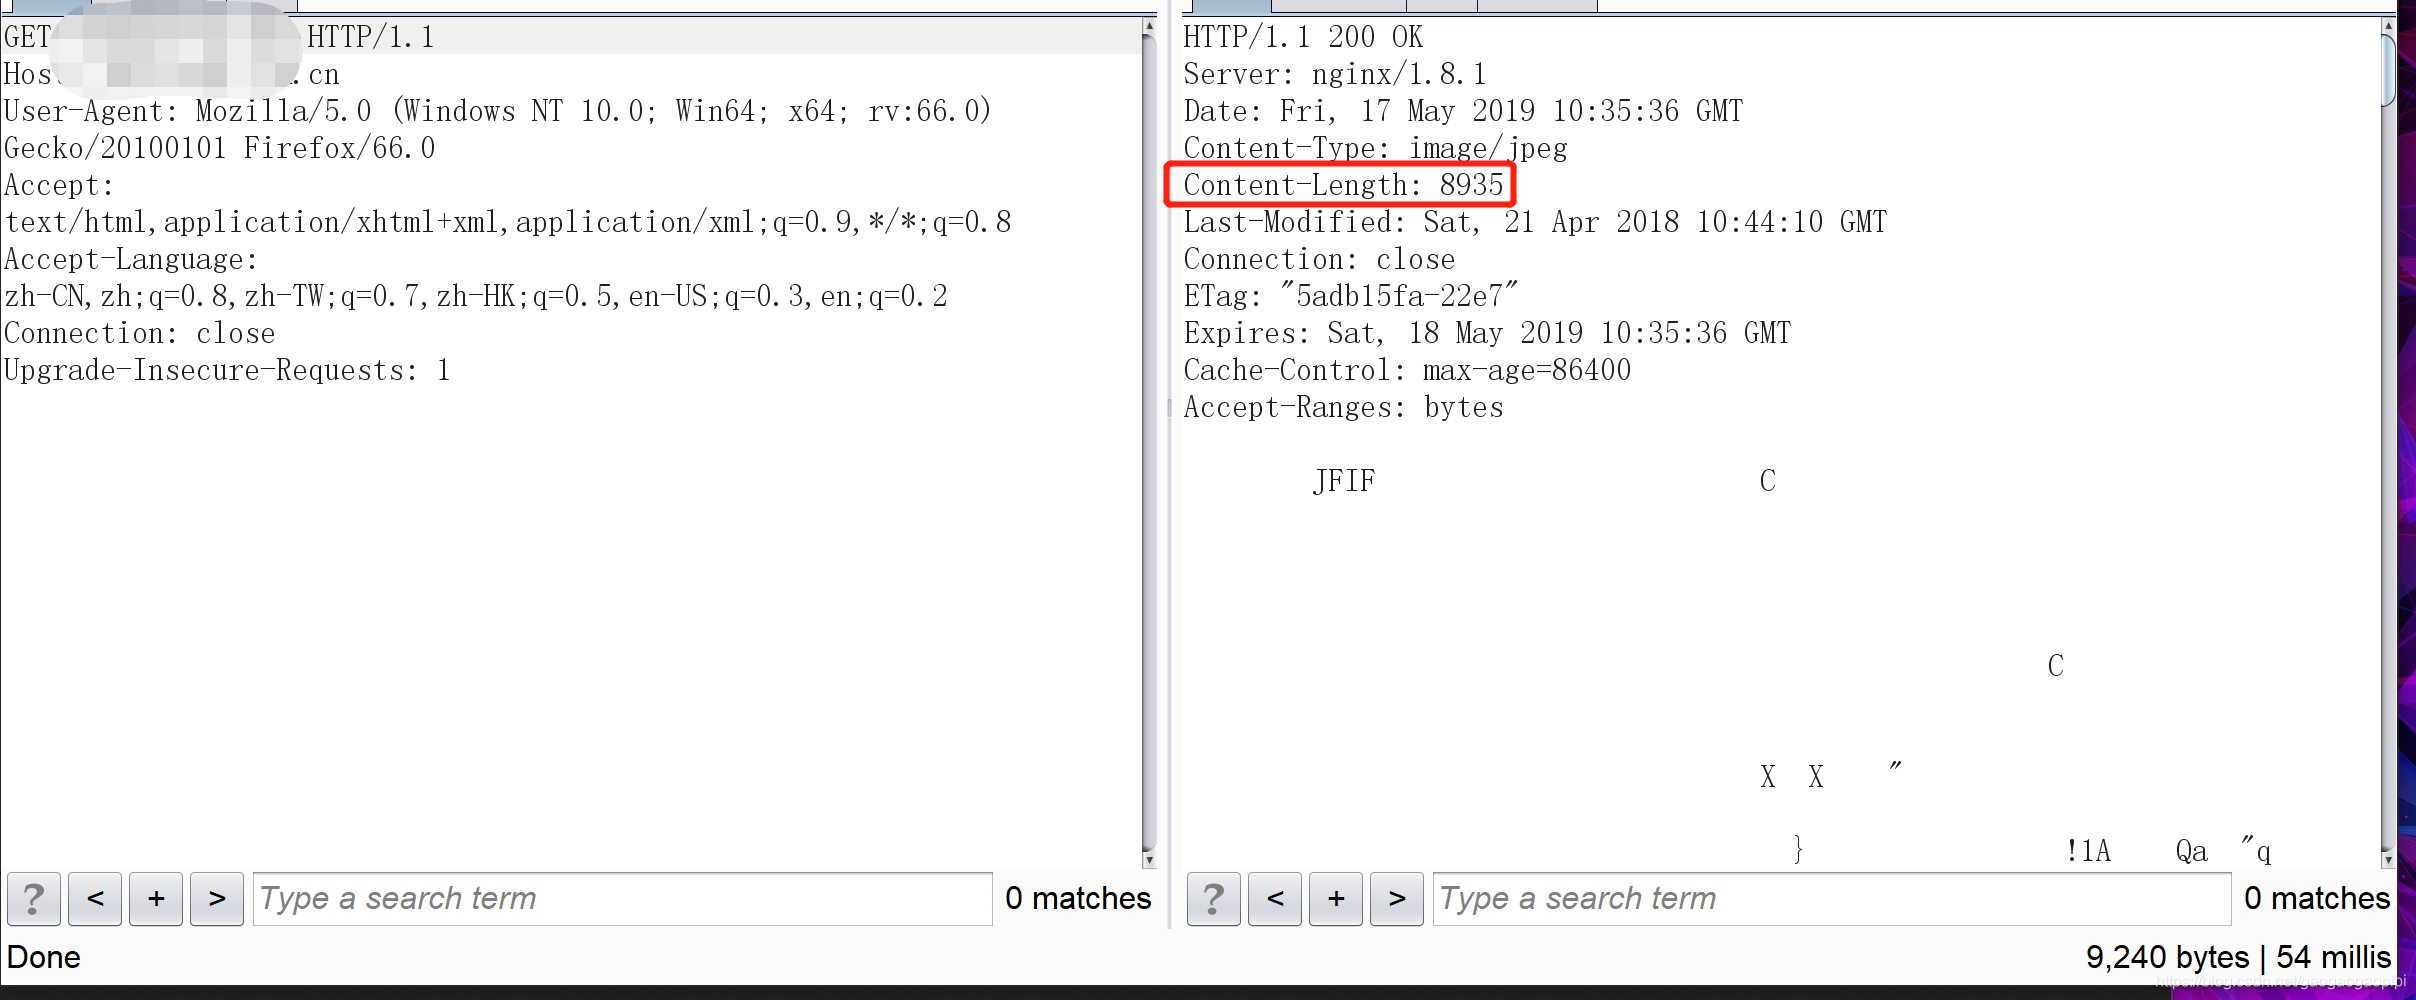 GET HTTP/1.1
Hos .cn
User-Agent: Mozilla/5.0 (Windows NT 10.0; Win64; x64; rv:66.0)
Gecko/20100101 Firefox/66.0
Accept:
text/html,application/xhtml+xml,application/xml;q=0.9,*/*;q=0.8
Accept-Language:
zh-CN,zh;q=0.8,zh-TW;q=0.7,zh-HK;q=0.5,en-US;q=0.3,en;q=0.2
Connection: close
Upgrade-Insecure-Requests: 1
? < + > Type a search term 0 matches
Done
HTTP/1.1 200 OK
Server: nginx/1.8.1
Date: Fri, 17 May 2019 10:35:36 GMT
Content-Type: image/jpeg
Content-Length: 8935
Last-Modified: Sat, 21 Apr 2018 10:44:10 GMT
Connection: close
ETag: "5adb15fa-22e7"
Expires: Sat, 18 May 2019 10:35:36 GMT
Cache-Control: max-age=86400
Accept-Ranges: bytes
JFIF C
C
X X "
} !1A Qa "q
? < + > Type a search term 0 matches
9,240 bytes | 54 millis
https://blog.csdn.net/gaogaogaopipi